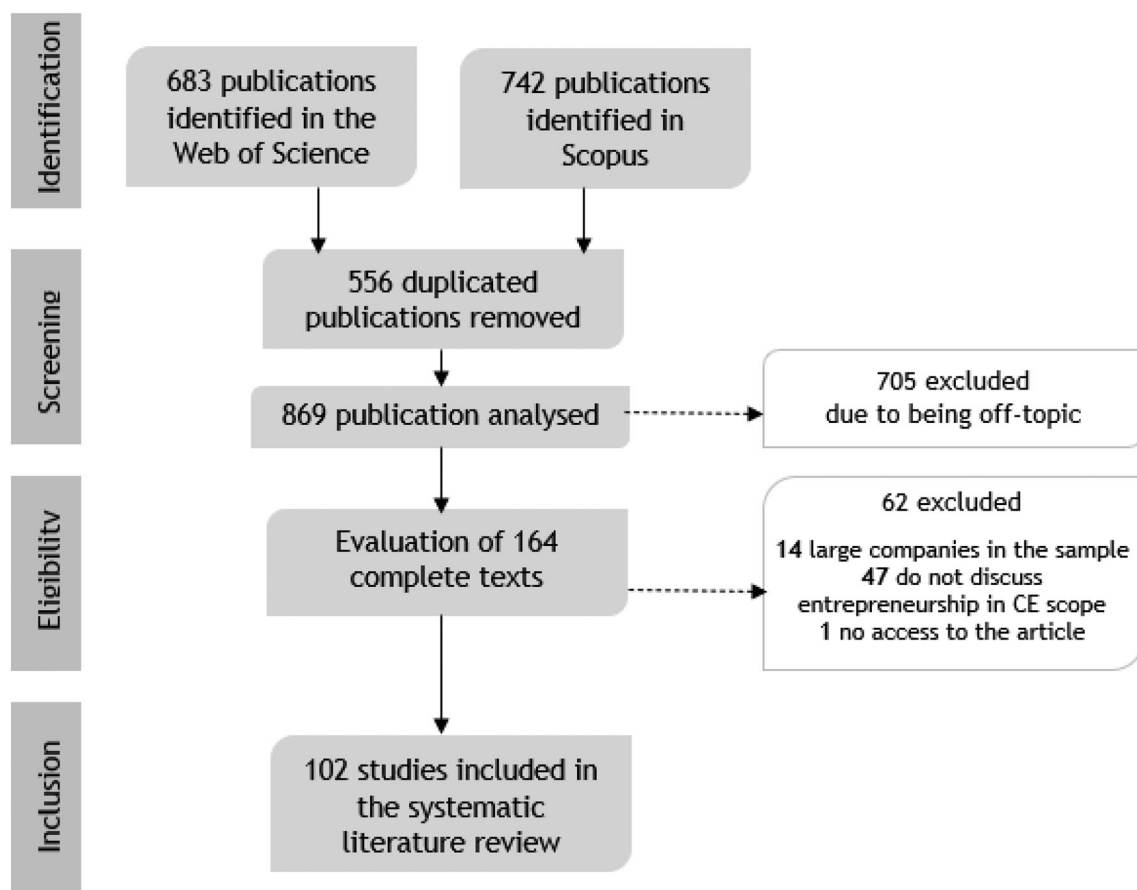 Identification
683 publications
identified in the
Web of Science
742 publications
identified in
Scopus
Screening
556 duplicated
publications removed
869 publication analysed
705 excluded
due to being off-topic
Eligibility
Evaluation of 164
complete texts
62 excluded
14 large companies in the sample
47 do not discuss
entrepreneurship in CE scope
1 no access to the article
Inclusion
102 studies included in
the systematic
literature review